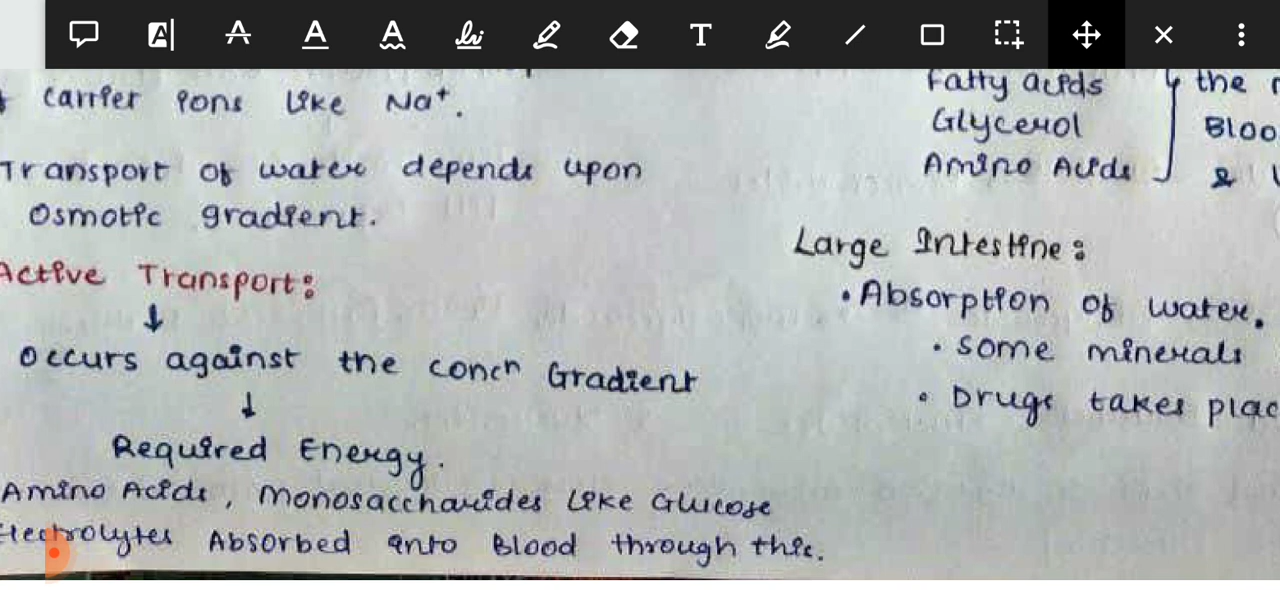 carrier ions like Na⁺.
Transport of water depends upon
Osmotic gradient.
Active Transport:
↓
Occurs against the concn Gradient
↓
Required Energy.
Amino Acids, Monosaccharides like Glucose
Electrolytes Absorbed into Blood through this.
Fatty acids
Glycerol
Amino Acids
the
Bloo
&
Large Intestine:
• Absorption of water.
• some minerals
• Drugs takes plac